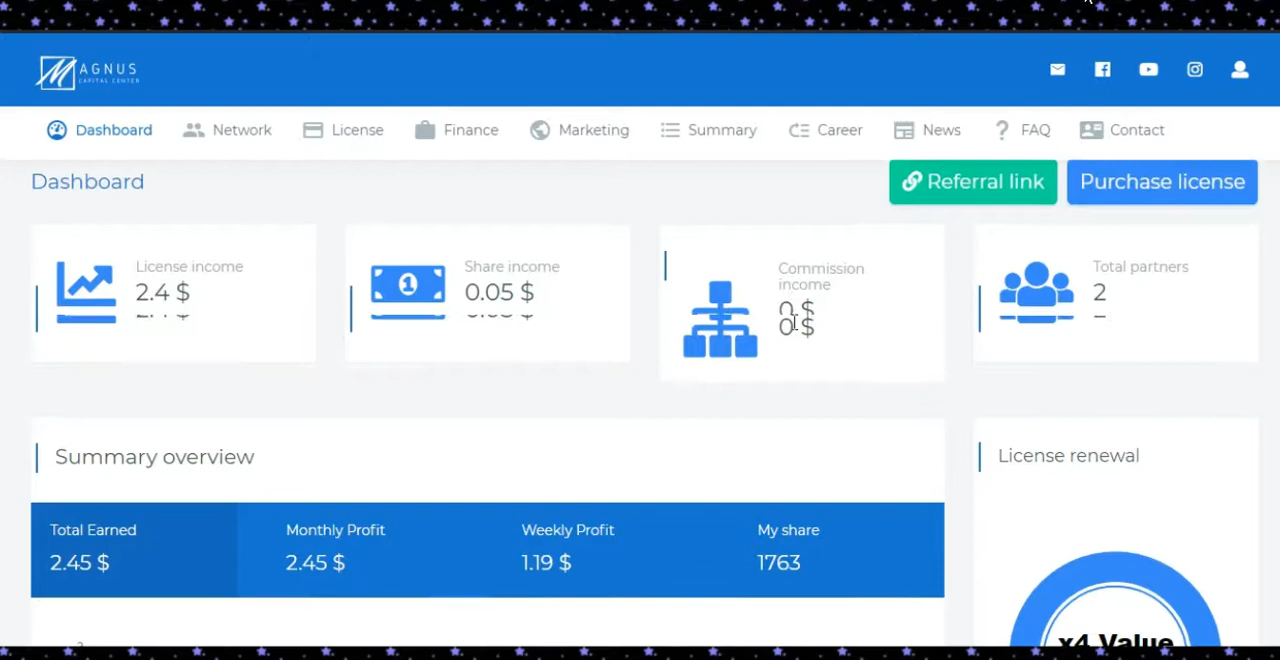 MAGNUS
CAPITAL CENTER
Dashboard Network License Finance Marketing Summary Career News FAQ Contact
Dashboard
Referral link Purchase license
License income
2.4 $
Share income
0.05 $
Commission
income
0 $
Total partners
2
Summary overview
License renewal
Total Earned Monthly Profit Weekly Profit My share
2.45 $ 2.45 $ 1.19 $ 1763
x4 Value